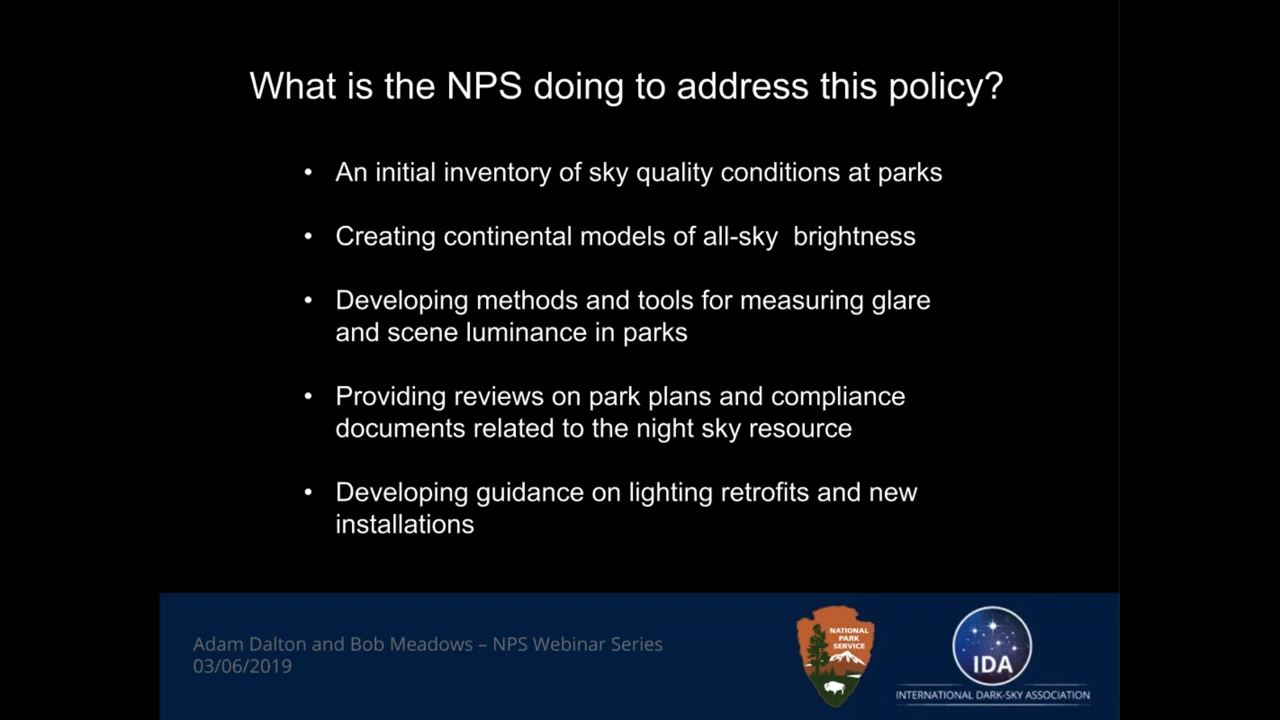 What is the NPS doing to address this policy?
• An initial inventory of sky quality conditions at parks
• Creating continental models of all-sky  brightness
• Developing methods and tools for measuring glare
and scene luminance in parks
• Providing reviews on park plans and compliance
documents related to the night sky resource
• Developing guidance on lighting retrofits and new
installations
Adam Dalton and Bob Meadows – NPS Webinar Series
03/06/2019
NATIONAL
PARK
SERVICE
IDA
INTERNATIONAL DARK-SKY ASSOCIATION